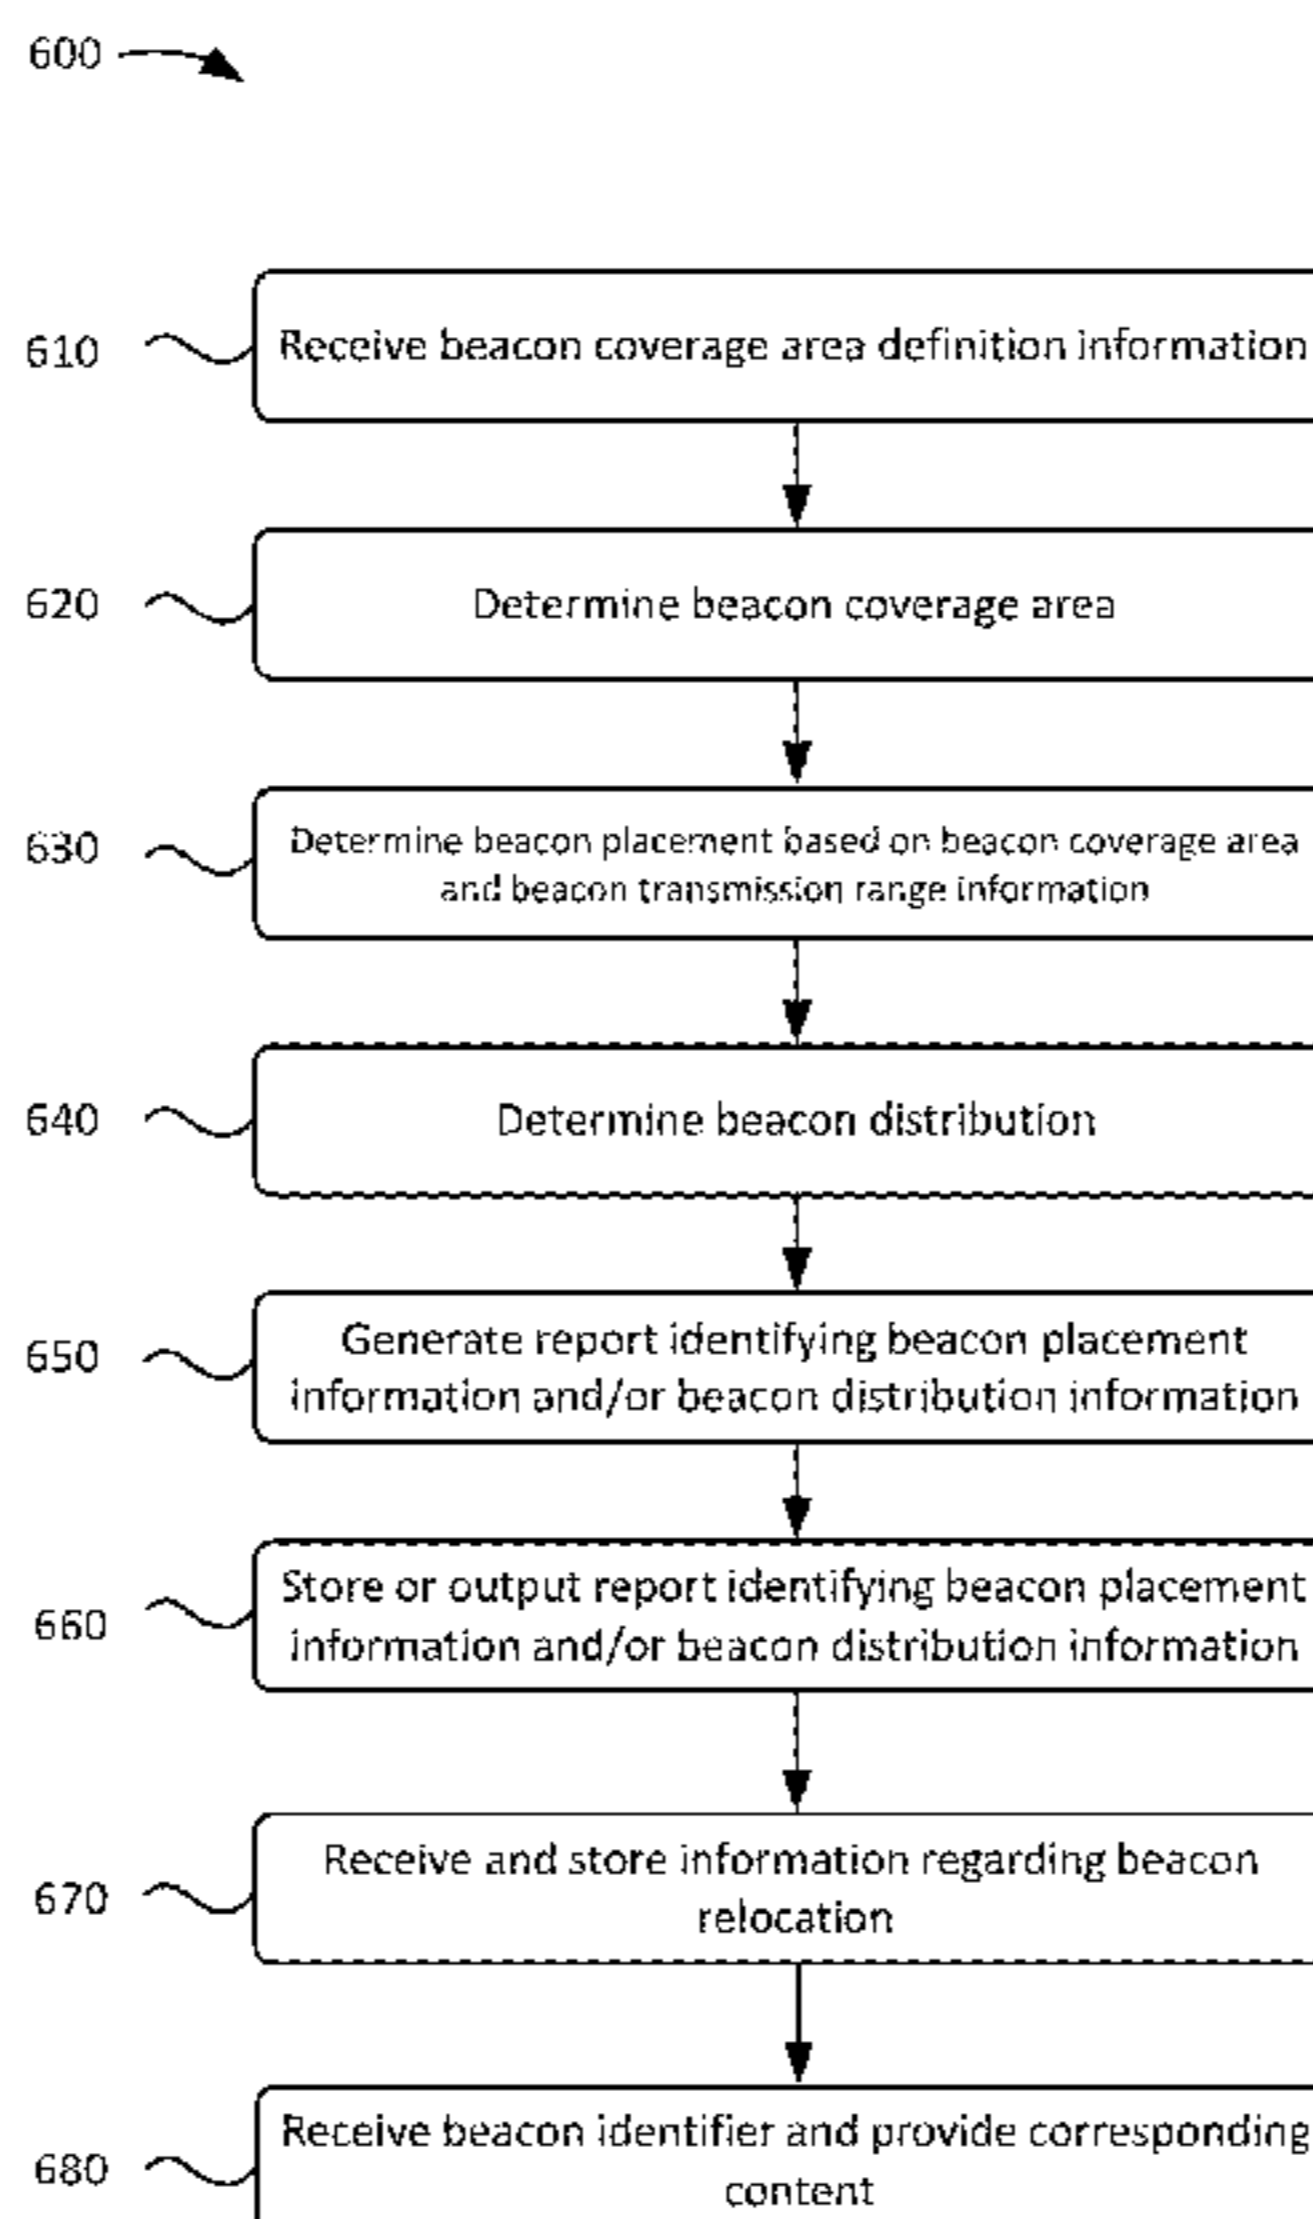 600
610
Receive beacon coverage area definition information
620
Determine beacon coverage area
630
Determine beacon placement based on beacon coverage area
and beacon transmission range information
640
Determine beacon distribution
650
Generate report identifying beacon placement
information and/or beacon distribution information
660
Store or output report identifying beacon placement
information and/or beacon distribution information
670
Receive and store information regarding beacon
relocation
680
Receive beacon identifier and provide corresponding
content